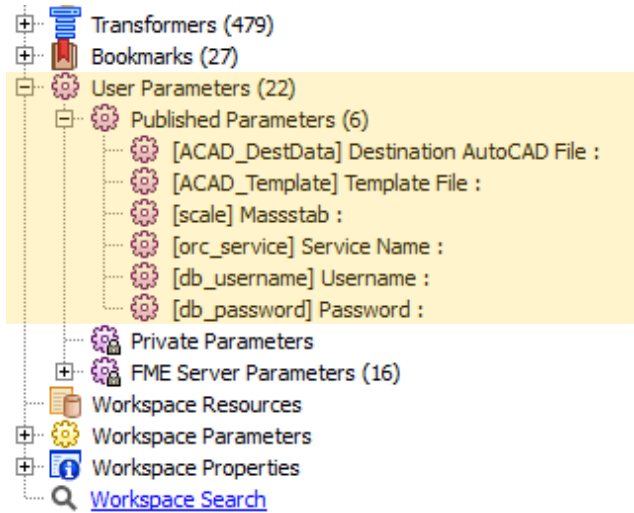 Transformers (479)
Bookmarks (27)
User Parameters (22)
Published Parameters (6)
[ACAD_DestData] Destination AutoCAD File :
[ACAD_Template] Template File :
[scale] Massstab :
[orc_service] Service Name :
[db_username] Username :
[db_password] Password :
Private Parameters
FME Server Parameters (16)
Workspace Resources
Workspace Parameters
Workspace Properties
Workspace Search